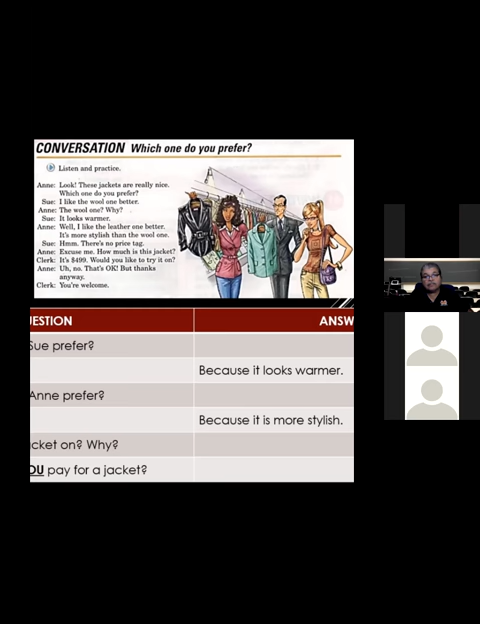 CONVERSATION Which one do you prefer?
Listen and practice.
Anne: Look! These jackets are really nice.
Which one do you prefer?
Sue: I like the wool one better.
Anne: The wool one? Why?
Sue: It looks warmer.
Anne: Well, I like the leather one better.
It's more stylish than the wool one.
Sue: Hmm. There's no price tag.
Anne: Excuse me. How much is this jacket?
Clerk: It's $499. Would you like to try it on?
Anne: Uh, no. That's OK! But thanks
anyway.
Clerk: You're welcome.
UESTION ANSW
Sue prefer?
Because it looks warmer.
Anne prefer?
Because it is more stylish.
acket on? Why?
OU pay for a jacket?